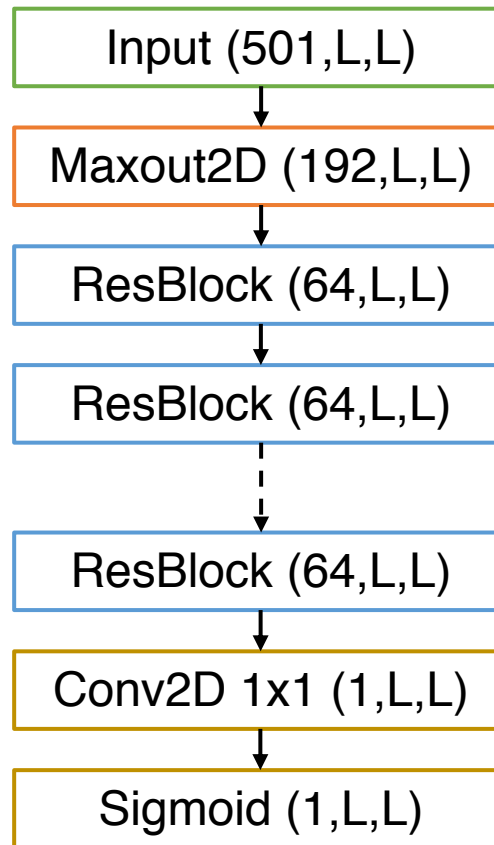 Input (501,L,L)
Maxout2D (192,L,L)
ResBlock (64,L,L)
ResBlock (64,L,L)
ResBlock (64,L,L)
Conv2D 1x1 (1,L,L)
Sigmoid (1,L,L)